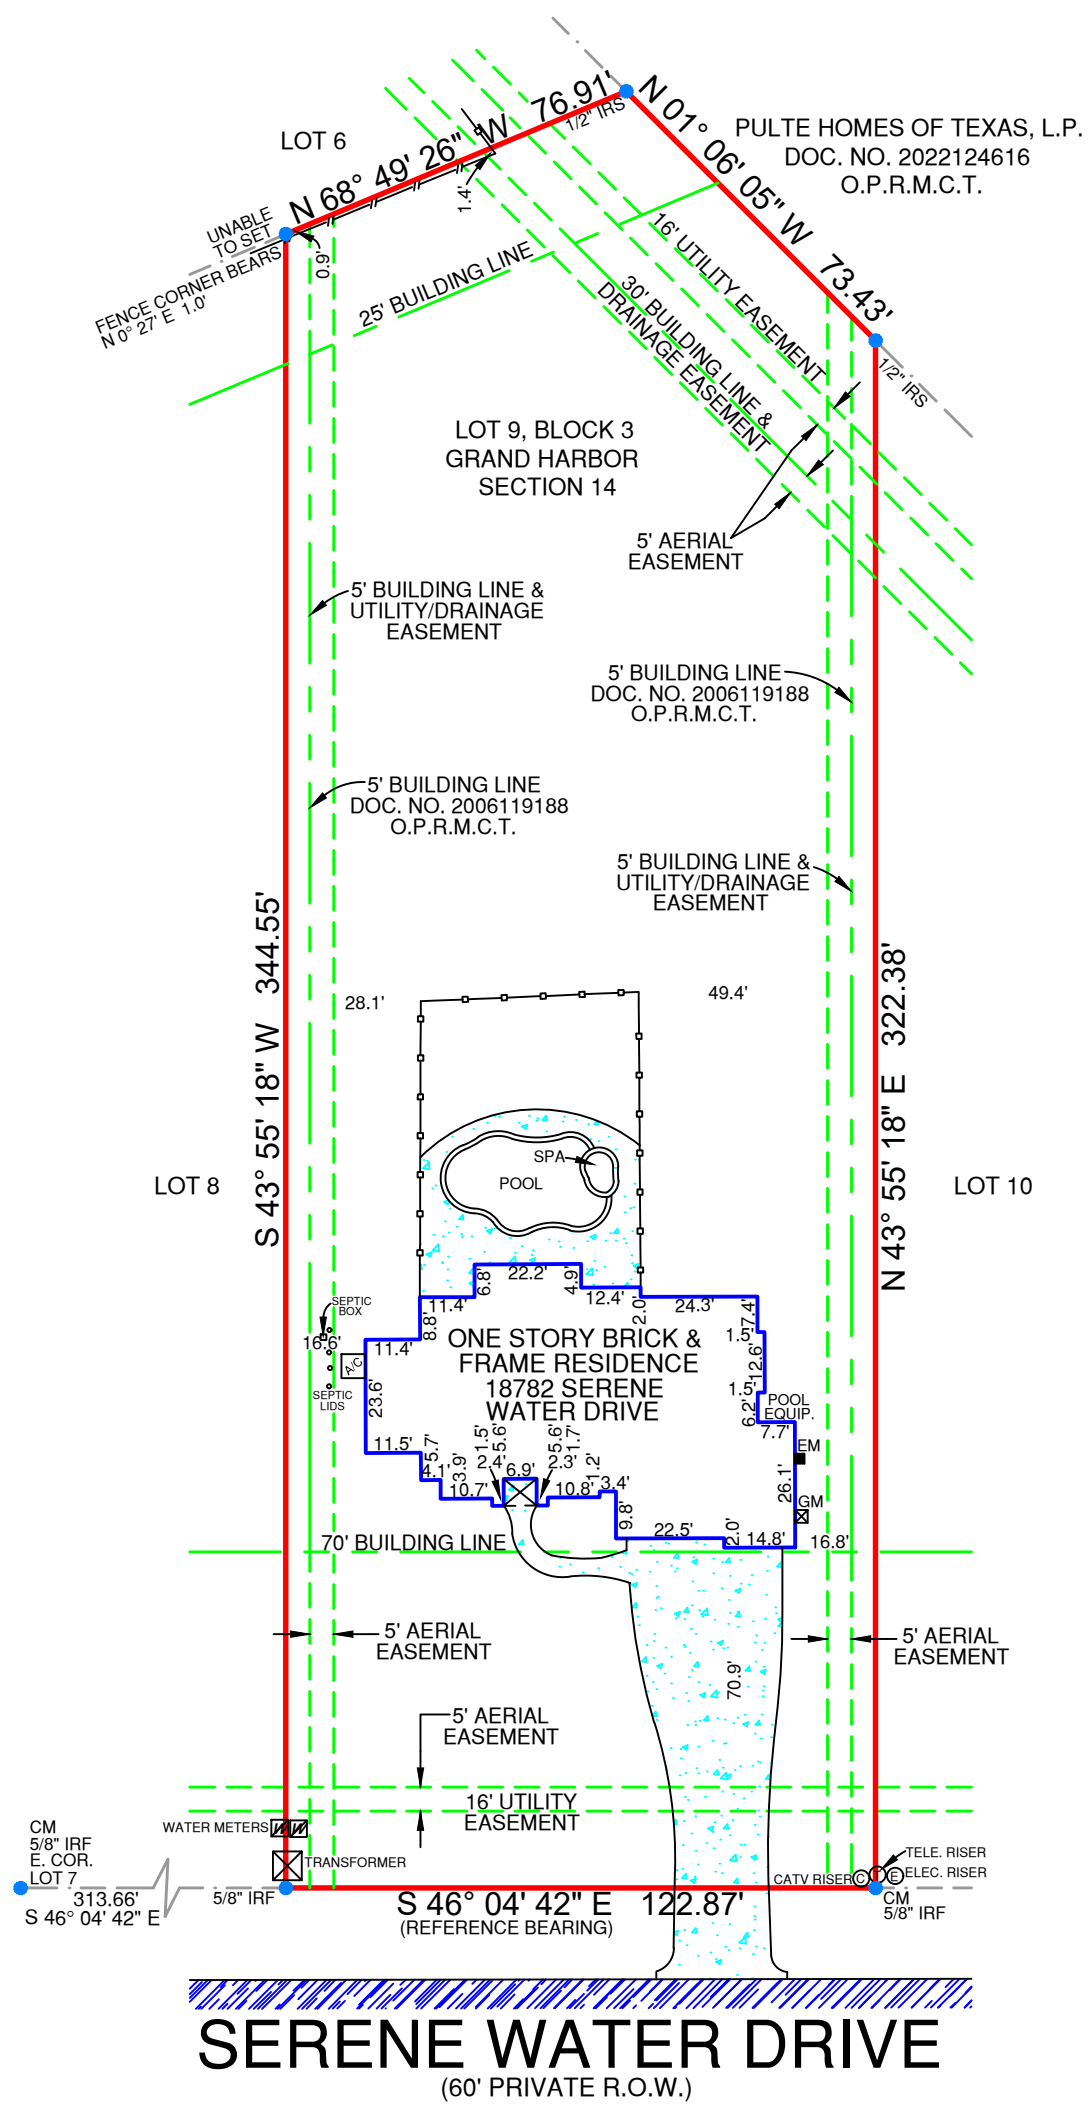 LOT 6
N 68° 49' 26" W 76.91'
1/2" IRS
N 01° 06' 05" W 73.43'
PULTE HOMES OF TEXAS, L.P.
DOC. NO. 2022124616
O.P.R.M.C.T.
1.4'
UNABLE
TO SET
FENCE CORNER BEARS
N 0° 27' E 1.0'
0.9'
25' BUILDING LINE
16' UTILITY EASEMENT
30' BUILDING LINE &
DRAINAGE EASEMENT
1/2" IRS
LOT 9, BLOCK 3
GRAND HARBOR
SECTION 14
5' AERIAL
EASEMENT
5' BUILDING LINE &
UTILITY/DRAINAGE
EASEMENT
5' BUILDING LINE
DOC. NO. 2006119188
O.P.R.M.C.T.
5' BUILDING LINE
DOC. NO. 2006119188
O.P.R.M.C.T.
5' BUILDING LINE &
UTILITY/DRAINAGE
EASEMENT
S 43° 55' 18" W 344.55'
N 43° 55' 18" E 322.38'
28.1'
49.4'
LOT 8
LOT 10
SPA
POOL
22.2'
6.8'
4.9'
11.4'
12.4'
2.0'
24.3'
7.4'
8.8'
SEPTIC
BOX
16.6'
A/C
SEPTIC
LIDS
11.4'
23.6'
ONE STORY BRICK &
FRAME RESIDENCE
18782 SERENE
WATER DRIVE
1.5'
12.6'
1.5'
6.2'
POOL
EQUIP.
7.7'
EM
26.1'
GM
11.5'
5.7'
4.1'
3.9'
10.7'
1.5'
5.6'
2.4'
6.9'
5.6'
1.7'
2.3'
10.8'
1.2'
3.4'
9.8'
22.5'
2.0'
14.8'
16.8'
70' BUILDING LINE
5' AERIAL
EASEMENT
5' AERIAL
EASEMENT
70.9'
5' AERIAL
EASEMENT
16' UTILITY
EASEMENT
WATER METERS
TRANSFORMER
CM
5/8" IRF
E. COR.
LOT 7
313.66'
S 46° 04' 42" E
5/8" IRF
S 46° 04' 42" E 122.87'
(REFERENCE BEARING)
TELE. RISER
CATV RISER
C
T
E
ELEC. RISER
CM
5/8" IRF
SERENE WATER DRIVE
(60' PRIVATE R.O.W.)